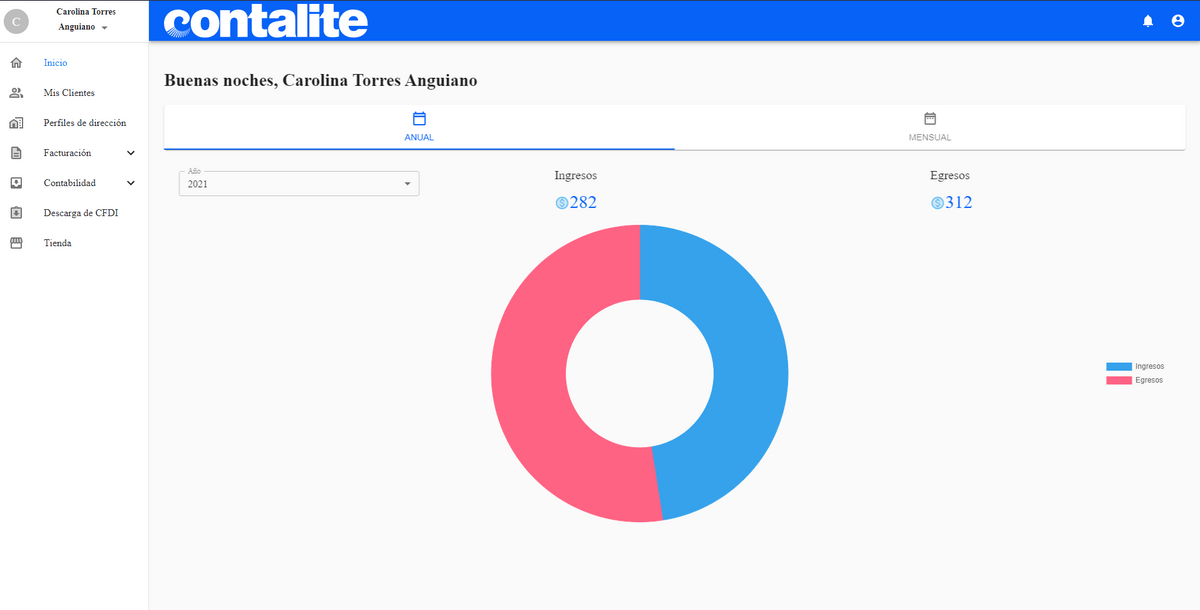 C
Carolina Torres
Anguiano
contalite
Inicio
Mis Clientes
Perfiles de dirección
Facturación
Contabilidad
Descarga de CFDI
Tienda
Buenas noches, Carolina Torres Anguiano
ANUAL
MENSUAL
Año
2021
Ingresos
$282
Egresos
$312
Ingresos
Egresos